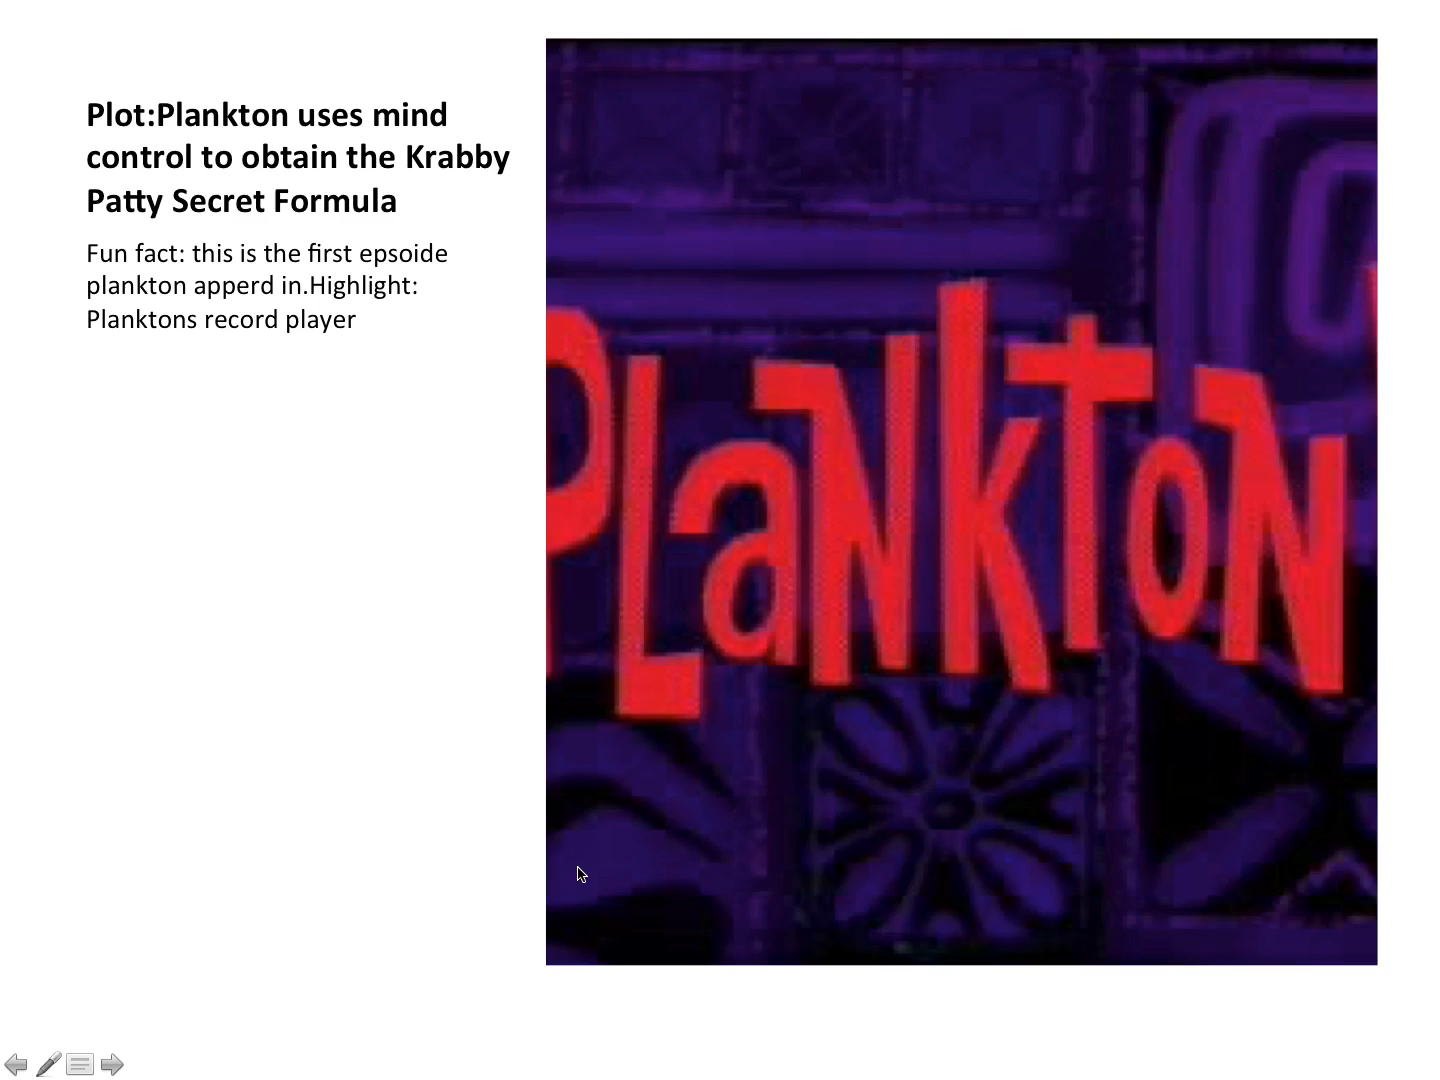 Plot:Plankton uses mind
control to obtain the Krabby
Patty Secret Formula
Fun fact: this is the first epsoide
plankton apperd in.Highlight:
Planktons record player
PLaNkToN